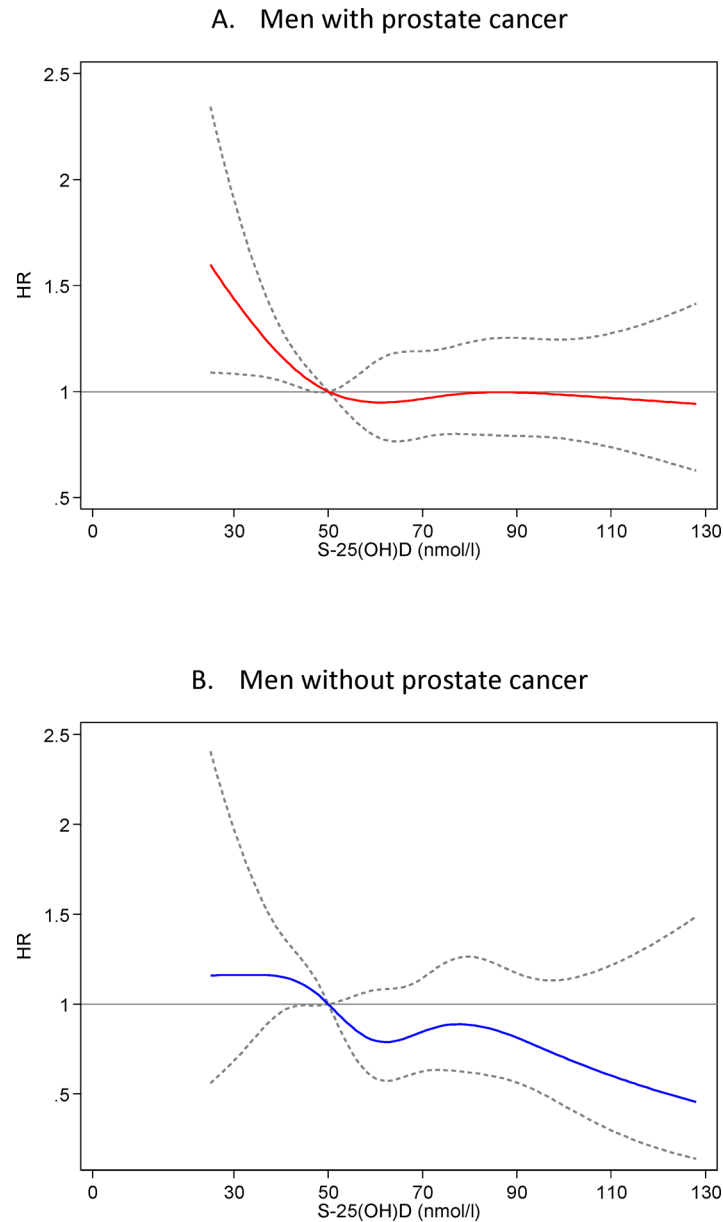 A. Men with prostate cancer
2.5
2
1.5
1
.5
HR
0 30 50 70 90 110 130
S-25(OH)D (nmol/l)
B. Men without prostate cancer
2.5
2
1.5
1
.5
HR
0 30 50 70 90 110 130
S-25(OH)D (nmol/l)